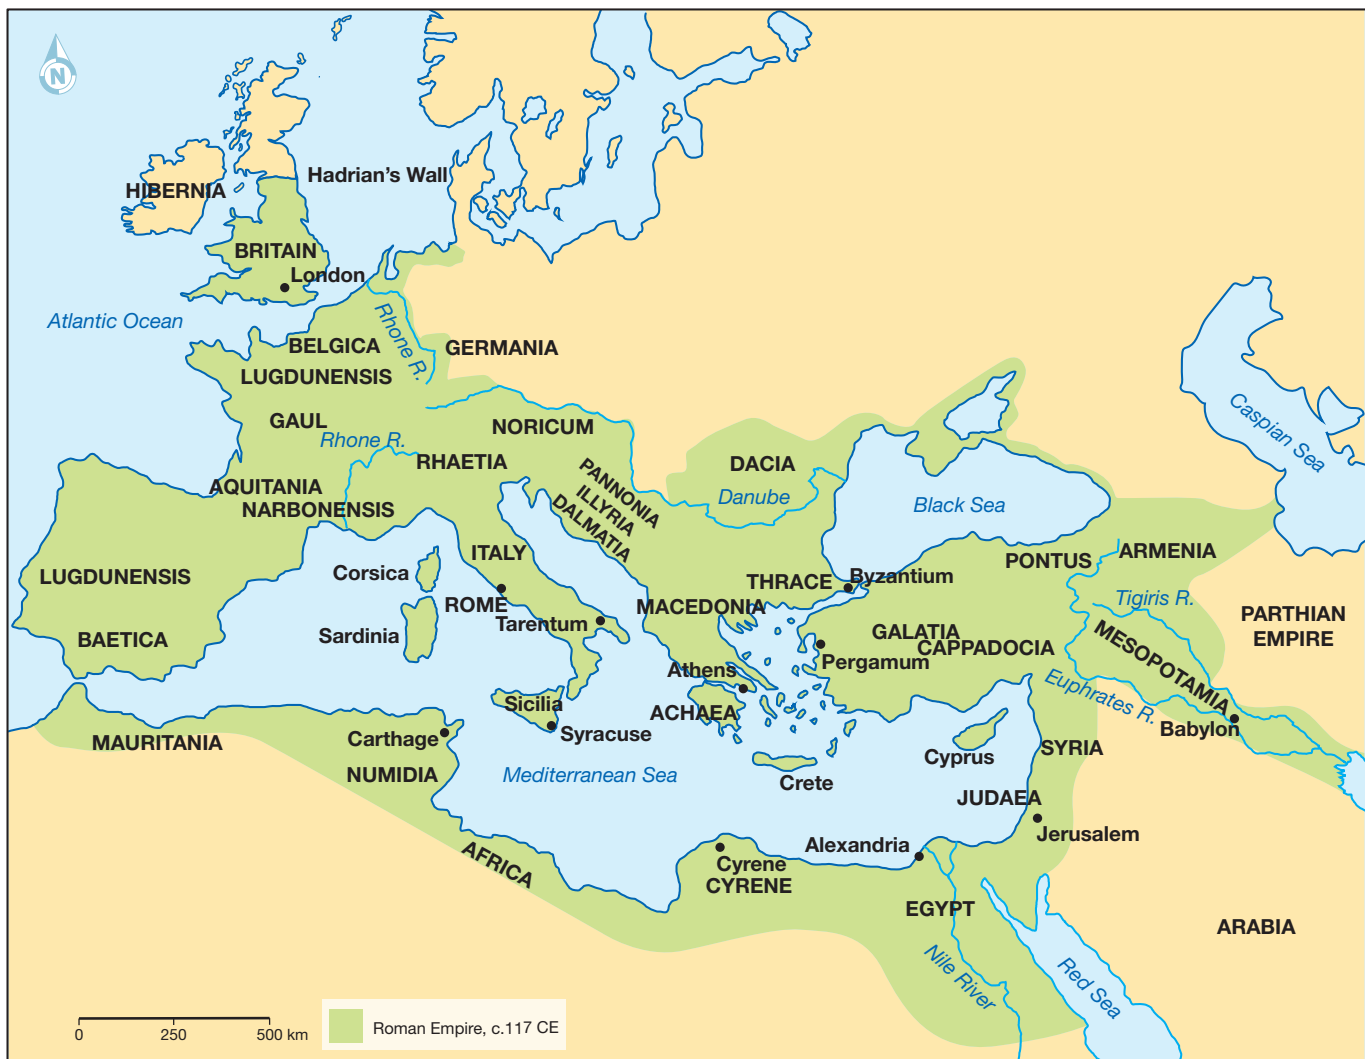 N
HIBERNIA
Hadrian's Wall
BRITAIN
London
Atlantic Ocean
Rhone R.
BELGICA
GERMANIA
LUGDUNENSIS
GAUL
Rhone R.
NORICUM
RHAETIA
DACIA
Danube
Caspian Sea
AQUITANIA
NARBONENSIS
PANNONIA
ILLYRIA
DALMATIA
Black Sea
ITALY
PONTUS
ARMENIA
LUGDUNENSIS
Corsica
THRACE
Byzantium
ROME
MACEDONIA
Tigiris R.
PARTHIAN
EMPIRE
BAETICA
Sardinia
Tarentum
GALATIA
CAPPADOCIA
MESOPOTAMIA
Pergamum
Athens
Euphrates R.
Sicilia
ACHAEA
Babylon
MAURITANIA
Carthage
Syracuse
SYRIA
Cyprus
NUMIDIA
Mediterranean Sea
Crete
JUDAEA
Jerusalem
AFRICA
Alexandria
Cyrene
CYRENE
EGYPT
ARABIA
Nile River
Red Sea
0 250 500 km
Roman Empire, c.117 CE